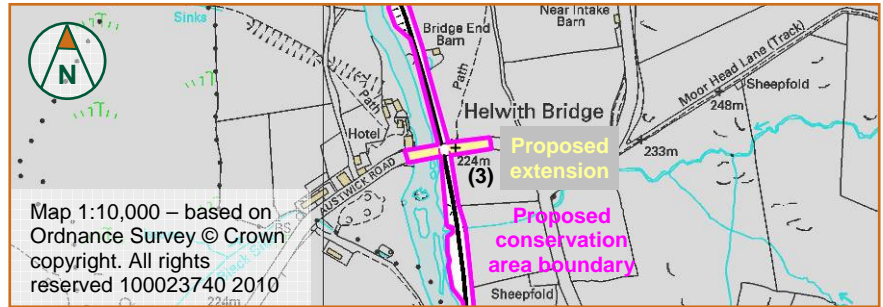 Sinks
Bridge End
Barn
Near Intake
Barn
Path
Path
Moor Head Lane (Track)
Sheepfold
248m
N
Helwith Bridge
Hotel
233m
Proposed
extension
224m
(3)
AUSTWICK ROAD
Proposed
conservation
area boundary
Map 1:10,000 – based on
Ordnance Survey © Crown
copyright. All rights
reserved 100023740 2010
224m
Sheepfold